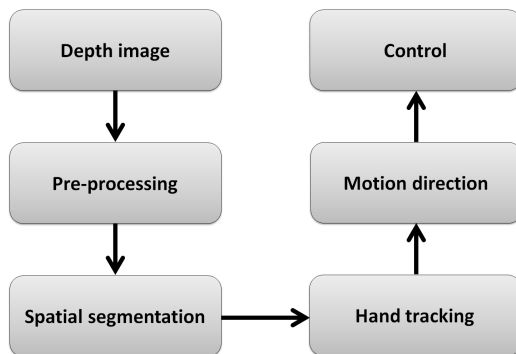 Depth image
Pre-processing
Spatial segmentation
Hand tracking
Motion direction
Control